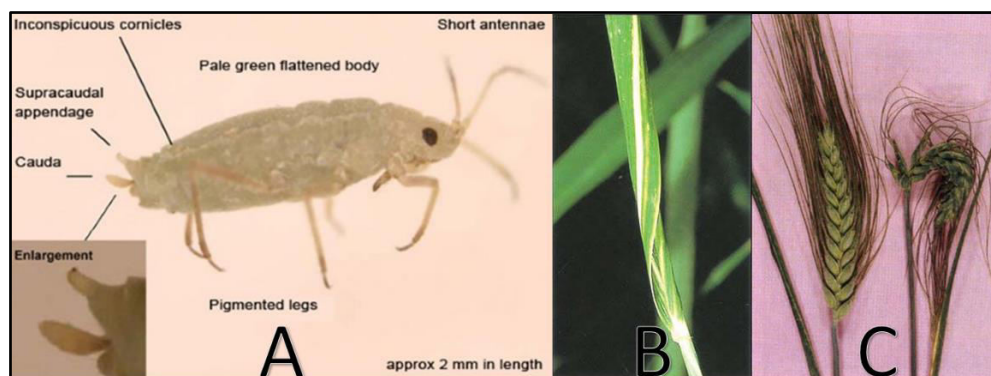 Inconspicuous cornicles
Short antennae
Pale green flattened body
Supracaudal
appendage
Cauda
Enlargement
Pigmented legs
approx 2 mm in length
A
B
C